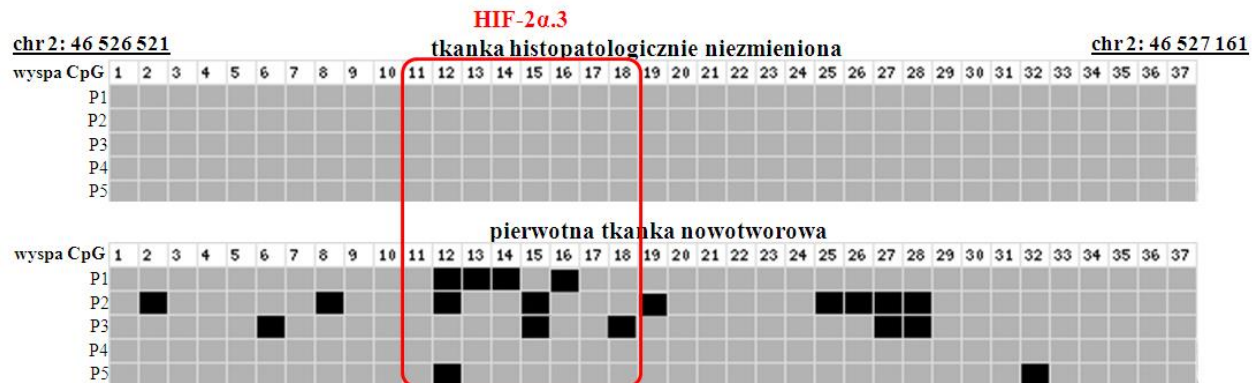 HIF-2α.3
chr 2: 46 526 521 tkanka histopatologicznie niezmieniona chr 2: 46 527 161
wyspa CpG 1 2 3 4 5 6 7 8 9 10 11 12 13 14 15 16 17 18 19 20 21 22 23 24 25 26 27 28 29 30 31 32 33 34 35 36 37
P1
P2
P3
P4
P5
pierwotna tkanka nowotworowa
wyspa CpG 1 2 3 4 5 6 7 8 9 10 11 12 13 14 15 16 17 18 19 20 21 22 23 24 25 26 27 28 29 30 31 32 33 34 35 36 37
P1
P2
P3
P4
P5